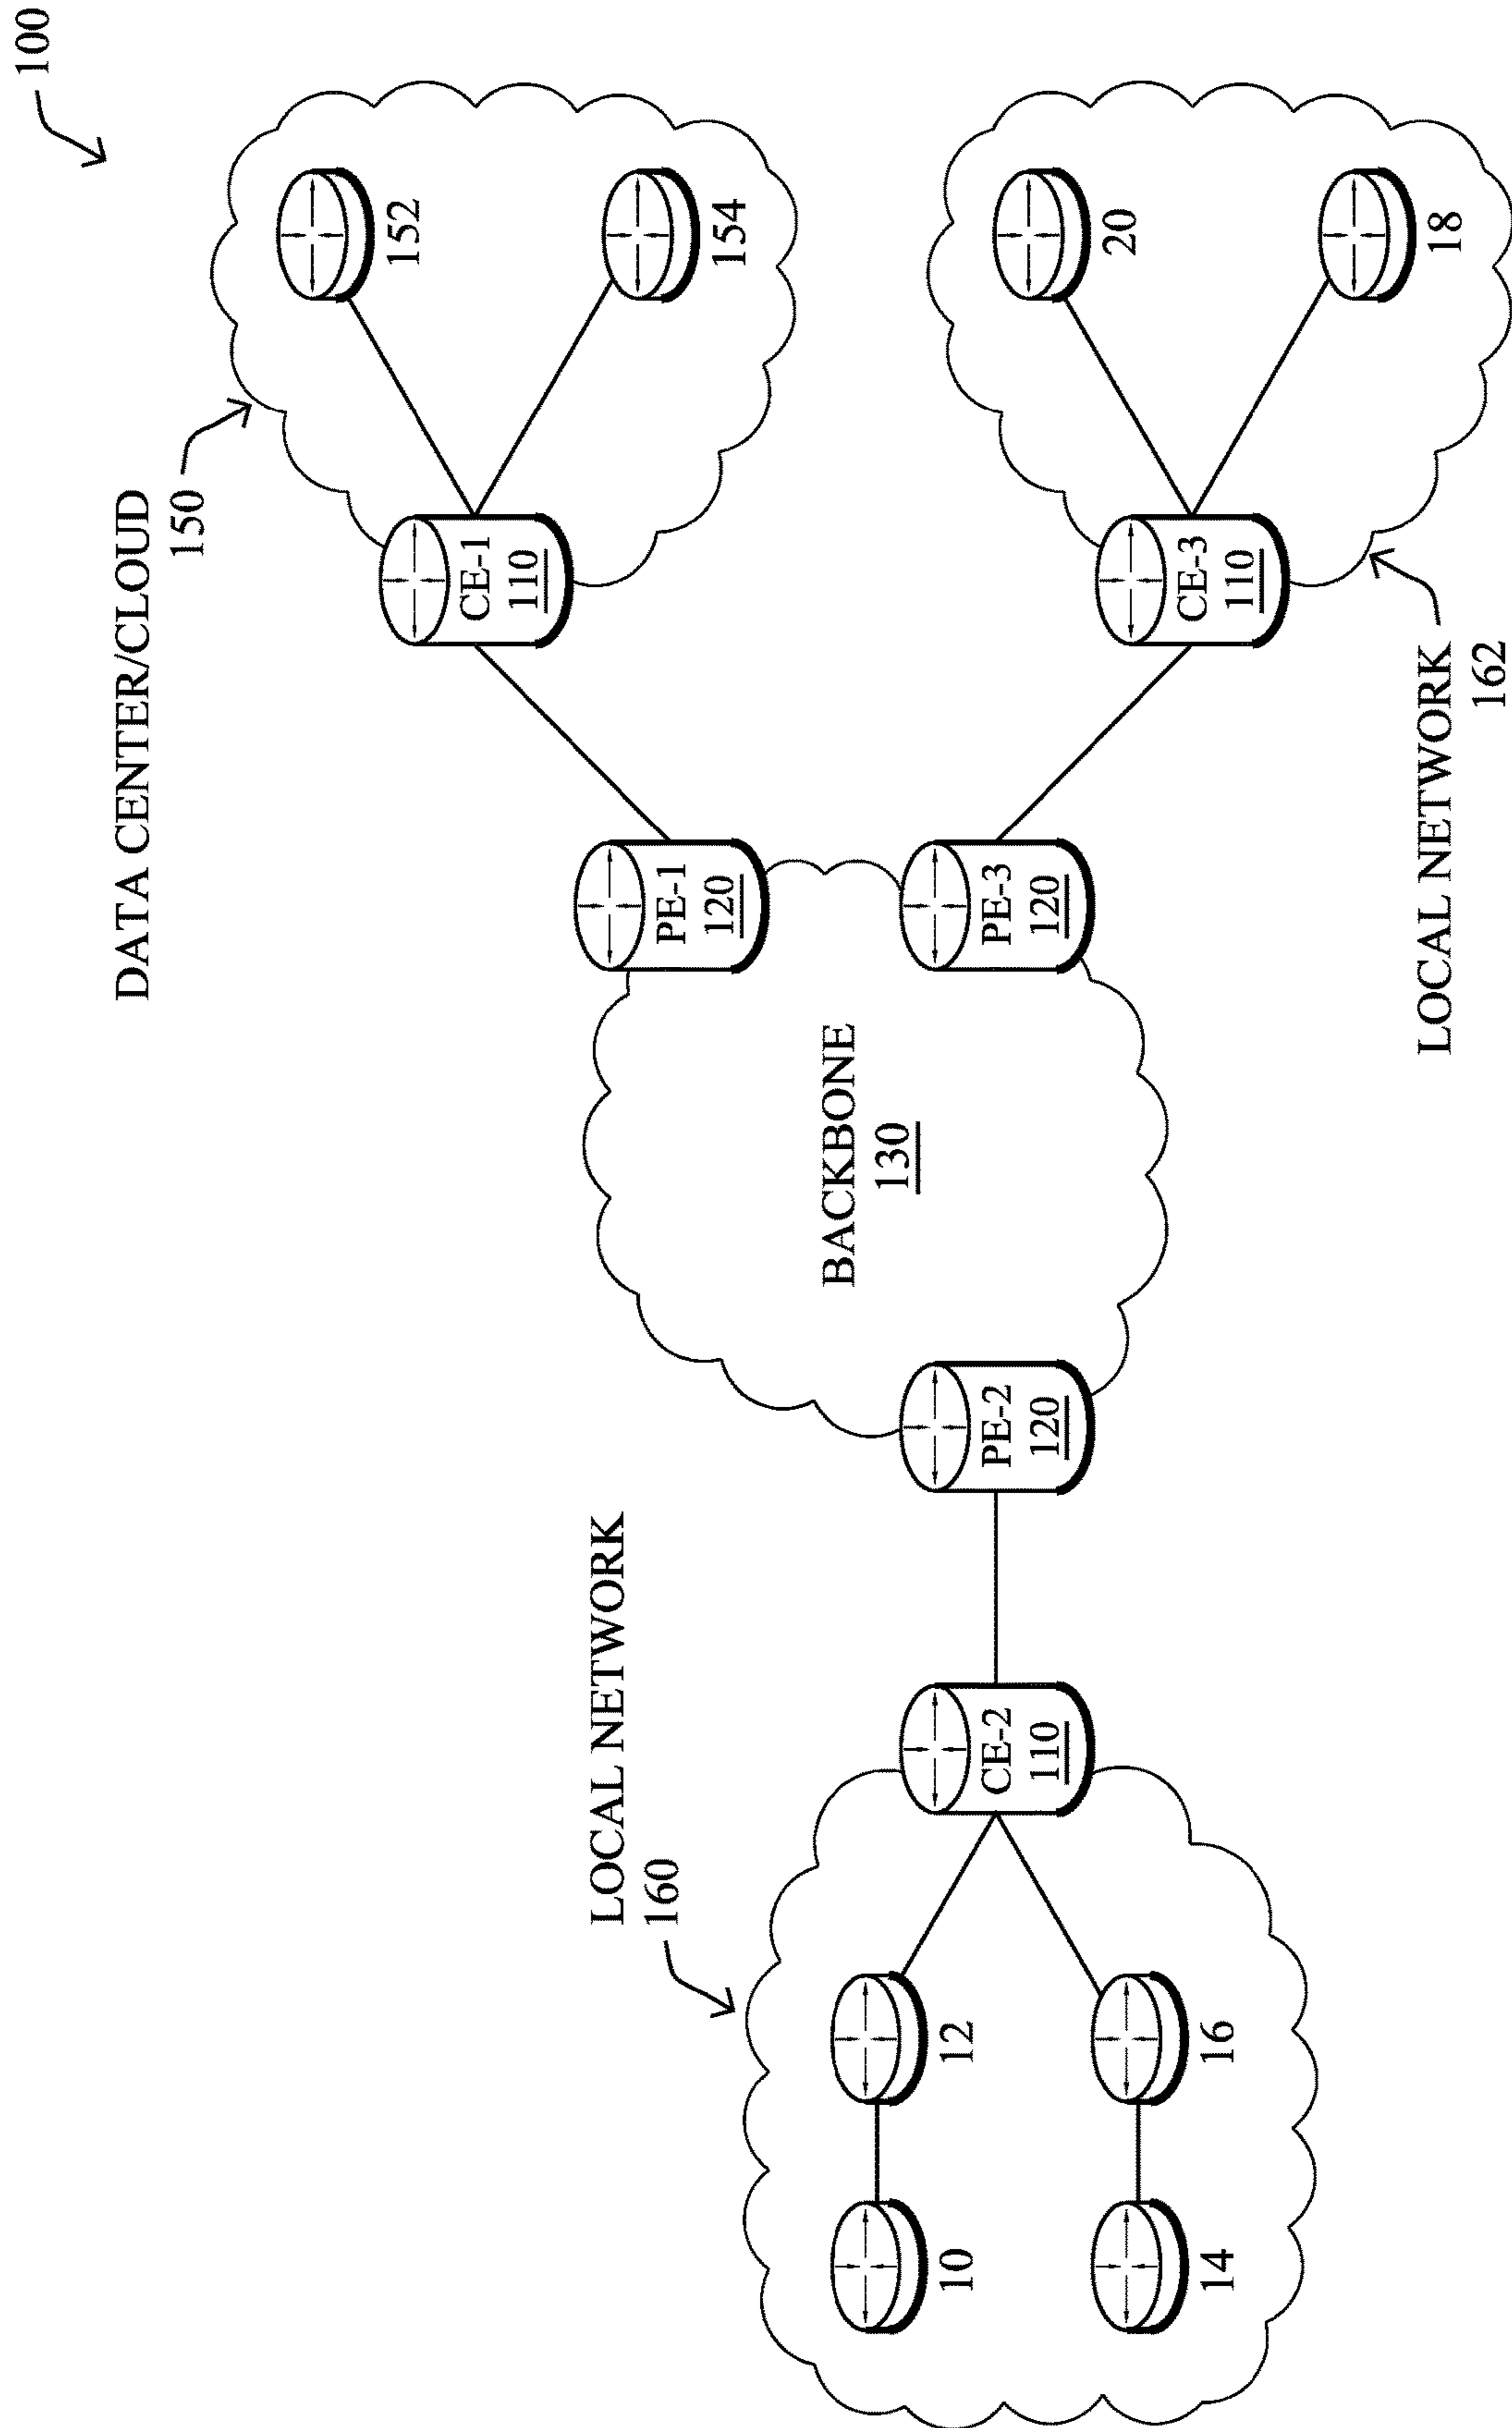 100
DATA CENTER/CLOUD
150
152
154
CE-1
110
PE-1
120
LOCAL NETWORK
160
BACKBONE
130
10
12
CE-2
110
PE-2
120
PE-3
120
CE-3
110
20
14
16
18
LOCAL NETWORK
162